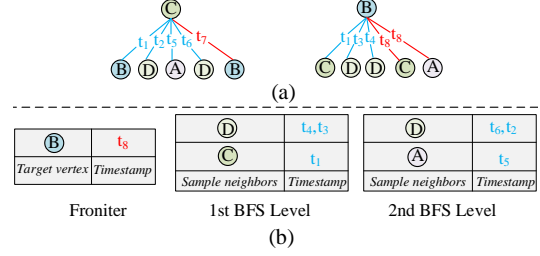 C B
t1 t2 t5 t6 t7 t1 t3 t4 t8 t8
B D A D B C D D C A
(a)
B t8 D t4,t3 D t6,t2
C t1 A t5
Target vertex Timestamp Sample neighbors Timestamp Sample neighbors Timestamp
Froniter 1st BFS Level 2nd BFS Level
(b)